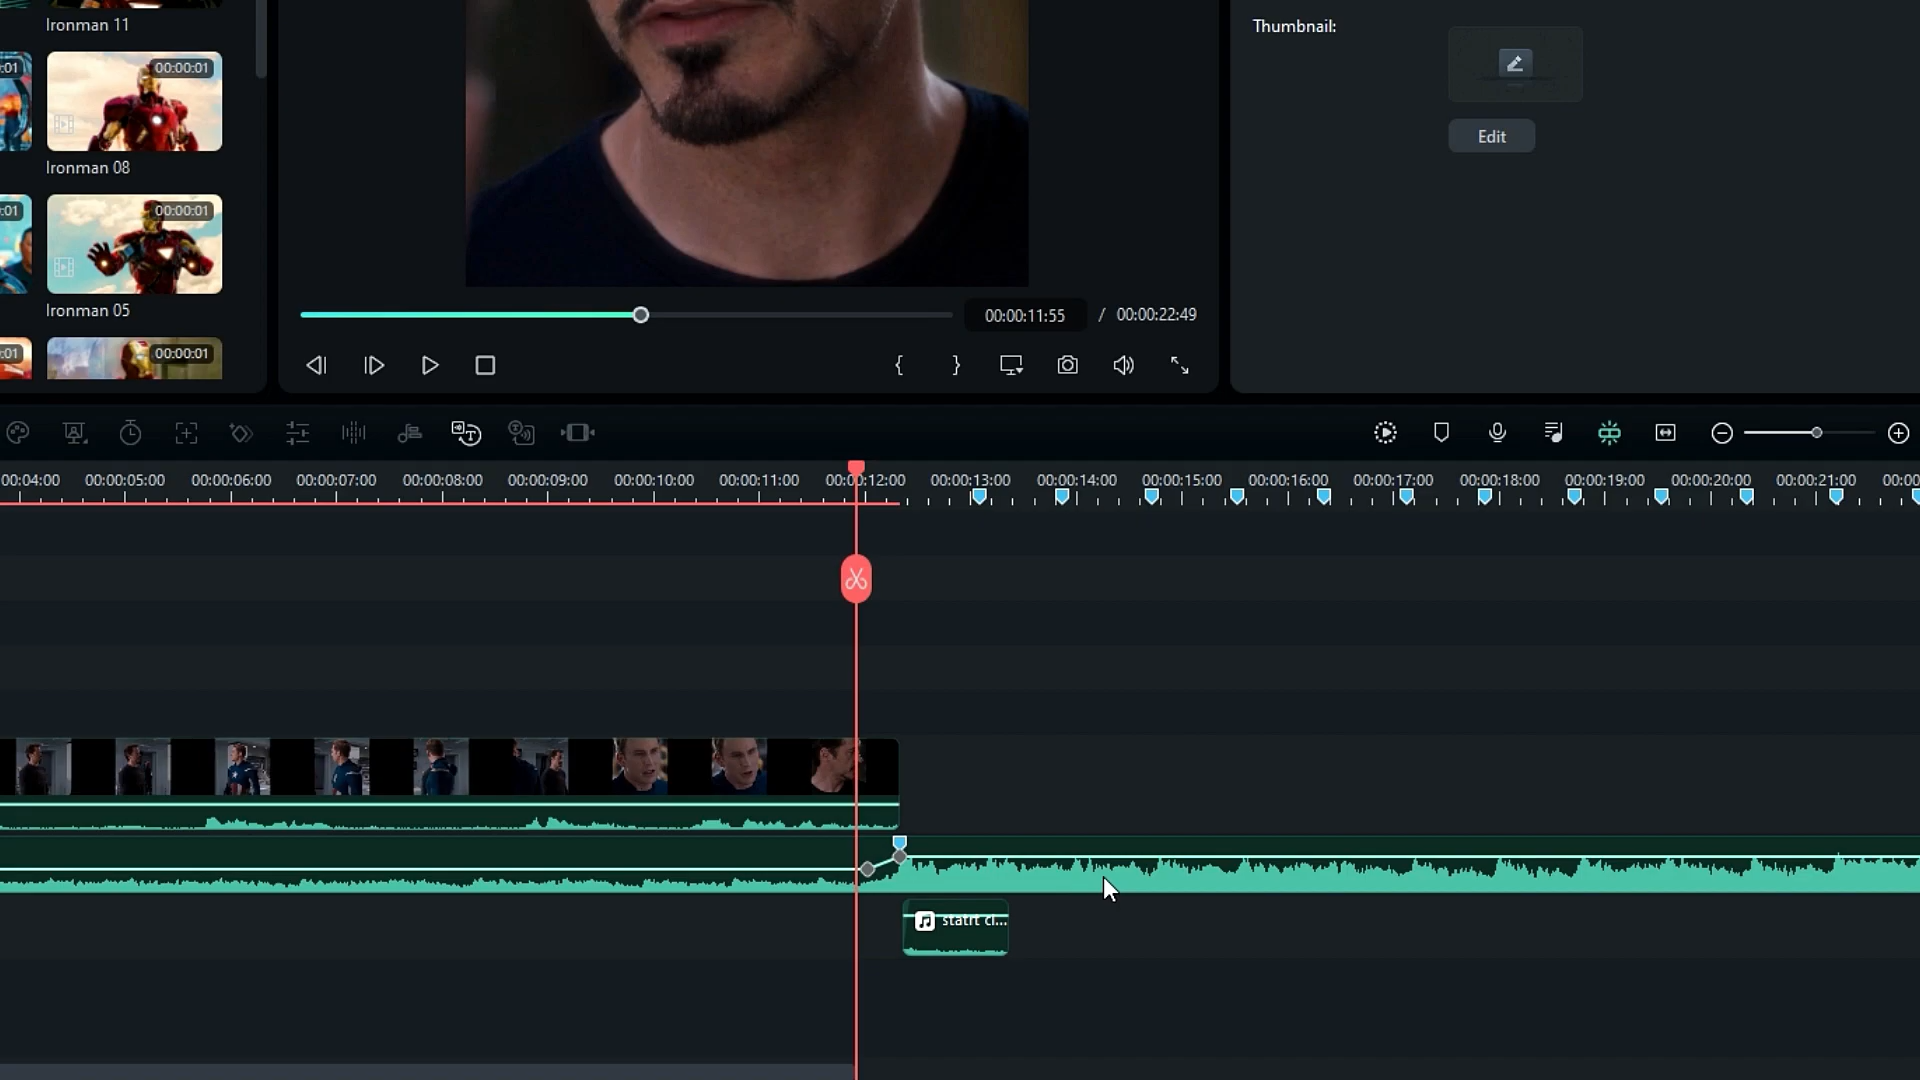 Ironman 11
:01
00:00:01
Ironman 08
:01
00:00:01
Ironman 05
:01
00:00:01
Thumbnail:
Edit
00:00:11:55 / 00:00:22:49
00:04:00 00:00:05:00 00:00:06:00 00:00:07:00 00:00:08:00 00:00:09:00 00:00:10:00 00:00:11:00 00:00:12:00 00:00:13:00 00:00:14:00 00:00:15:00 00:00:16:00 00:00:17:00 00:00:18:00 00:00:19:00 00:00:20:00 00:00:21:00 00:00
statrt cl...